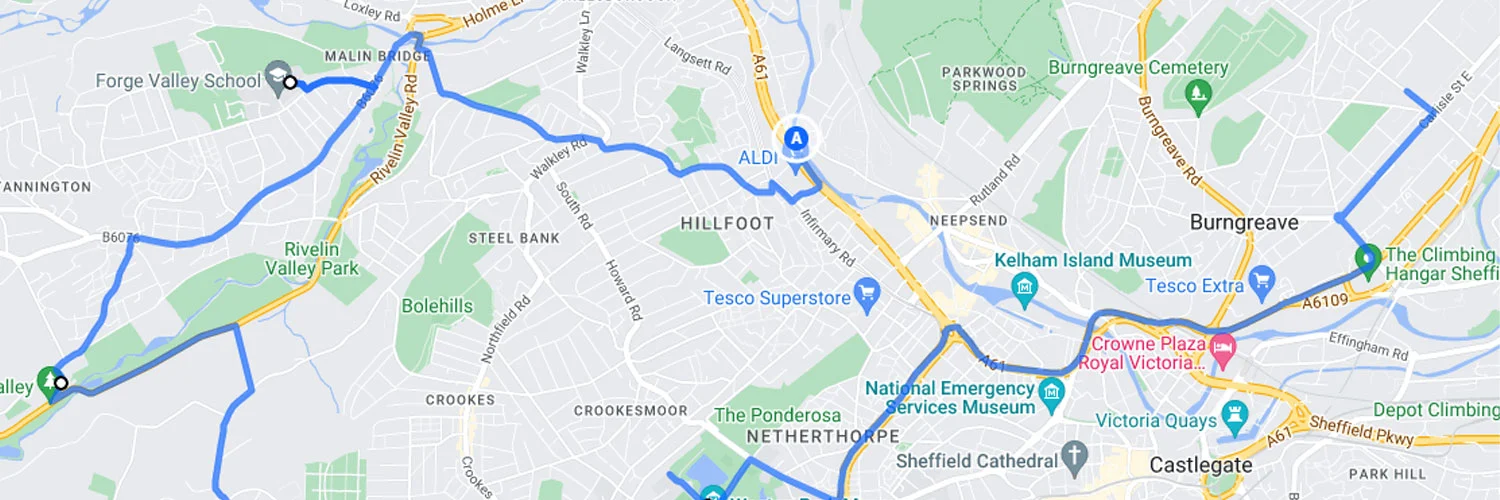 Loxley Rd
Holme
MALIN BRIDGE
Walkley Ln
Langsett Rd
A61
PARKWOOD
SPRINGS
Burngreave Cemetery
Carlisle St E
Forge Valley School
B6076
Rivelin Valley Rd
Burngreave Rd
ALDI
A
Walkley Rd
Rutland Rd
ANNINGTON
South Rd
HILLFOOT
Infirmary Rd
NEEPSEND
Burngreave
B6076
STEEL BANK
Rivelin
Valley Park
Kelham Island Museum
The Climbing
Hangar Sheffi
Howard Rd
Tesco Superstore
Tesco Extra
A6109
Bolehills
Northfield Rd
Effingham Rd
Crowne Plaza
Royal Victoria...
A61
alley
CROOKES
CROOKESMOOR
National Emergency
Services Museum
The Ponderosa
NETHERTHORPE
Victoria Quays
Depot Climbing
Sheffield Pkwy
A61
Crookes
Sheffield Cathedral
Castlegate
PARK HILL